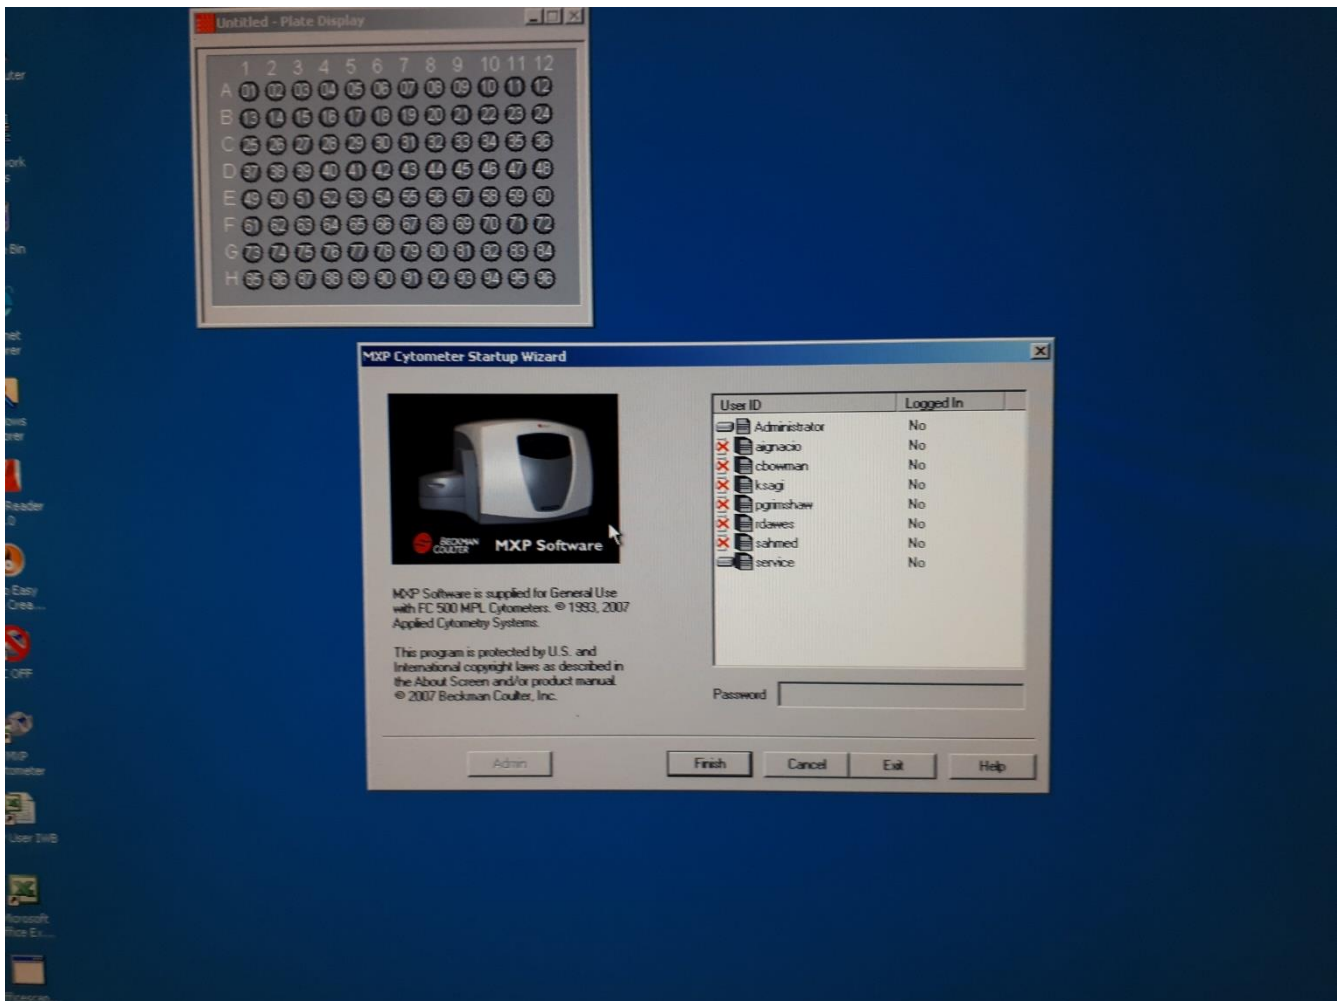 Untitled - Plate Display
1 2 3 4 5 6 7 8 9 10 11 12
A 01 02 03 04 05 06 07 08 09 10 11 12
B 13 14 15 16 17 18 19 20 21 22 23 24
C 25 26 27 28 29 30 31 32 33 34 35 36
D 37 38 39 40 41 42 43 44 45 46 47 48
E 49 50 51 52 53 54 55 56 57 58 59 60
F 61 62 63 64 65 66 67 68 69 70 71 72
G 73 74 75 76 77 78 79 80 81 82 83 84
H 85 86 87 88 89 90 91 92 93 94 95 96
Bin
Reader
Easy
Crea...
OFF
MXP
User IWB
Microsoft
MXP Cytometer Startup Wizard
BECKMAN
COULTER
MXP Software
MXP Software is supplied for General Use
with FC 500 MPL Cytometers. © 1993, 2007
Applied Cytometry Systems.
This program is protected by U.S. and
International copyright laws as described in
the About Screen and/or product manual.
© 2007 Beckman Coulter, Inc.
User ID Logged In
Administrator No
aignacio No
cbowman No
ksagi No
pgrimshaw No
rdawes No
sahmed No
service No
Password
Admin Finish Cancel Exit Help